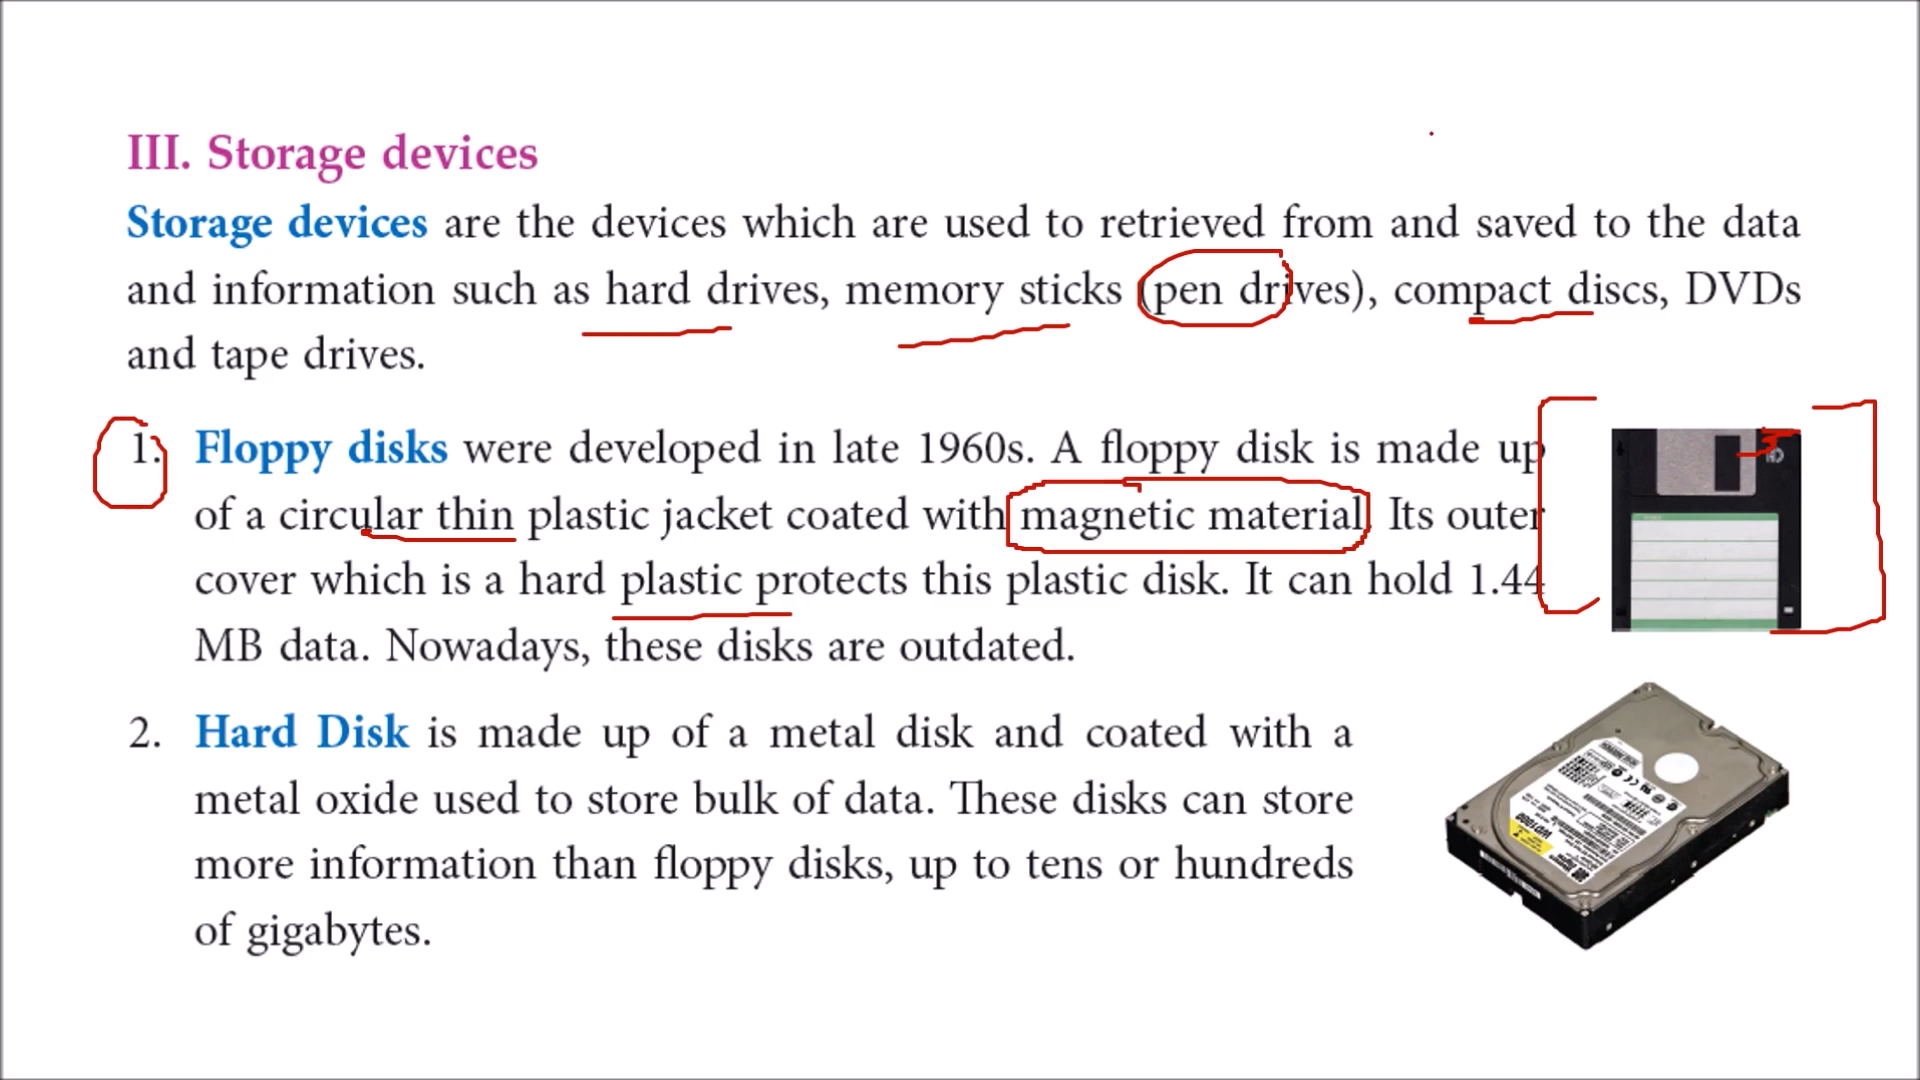 III. Storage devices
Storage devices are the devices which are used to retrieved from and saved to the data
and information such as hard drives, memory sticks (pen drives), compact discs, DVDs
and tape drives.
1. Floppy disks were developed in late 1960s. A floppy disk is made up
of a circular thin plastic jacket coated with magnetic material. Its outer
cover which is a hard plastic protects this plastic disk. It can hold 1.44
MB data. Nowadays, these disks are outdated.
2. Hard Disk is made up of a metal disk and coated with a
metal oxide used to store bulk of data. These disks can store
more information than floppy disks, up to tens or hundreds
of gigabytes.